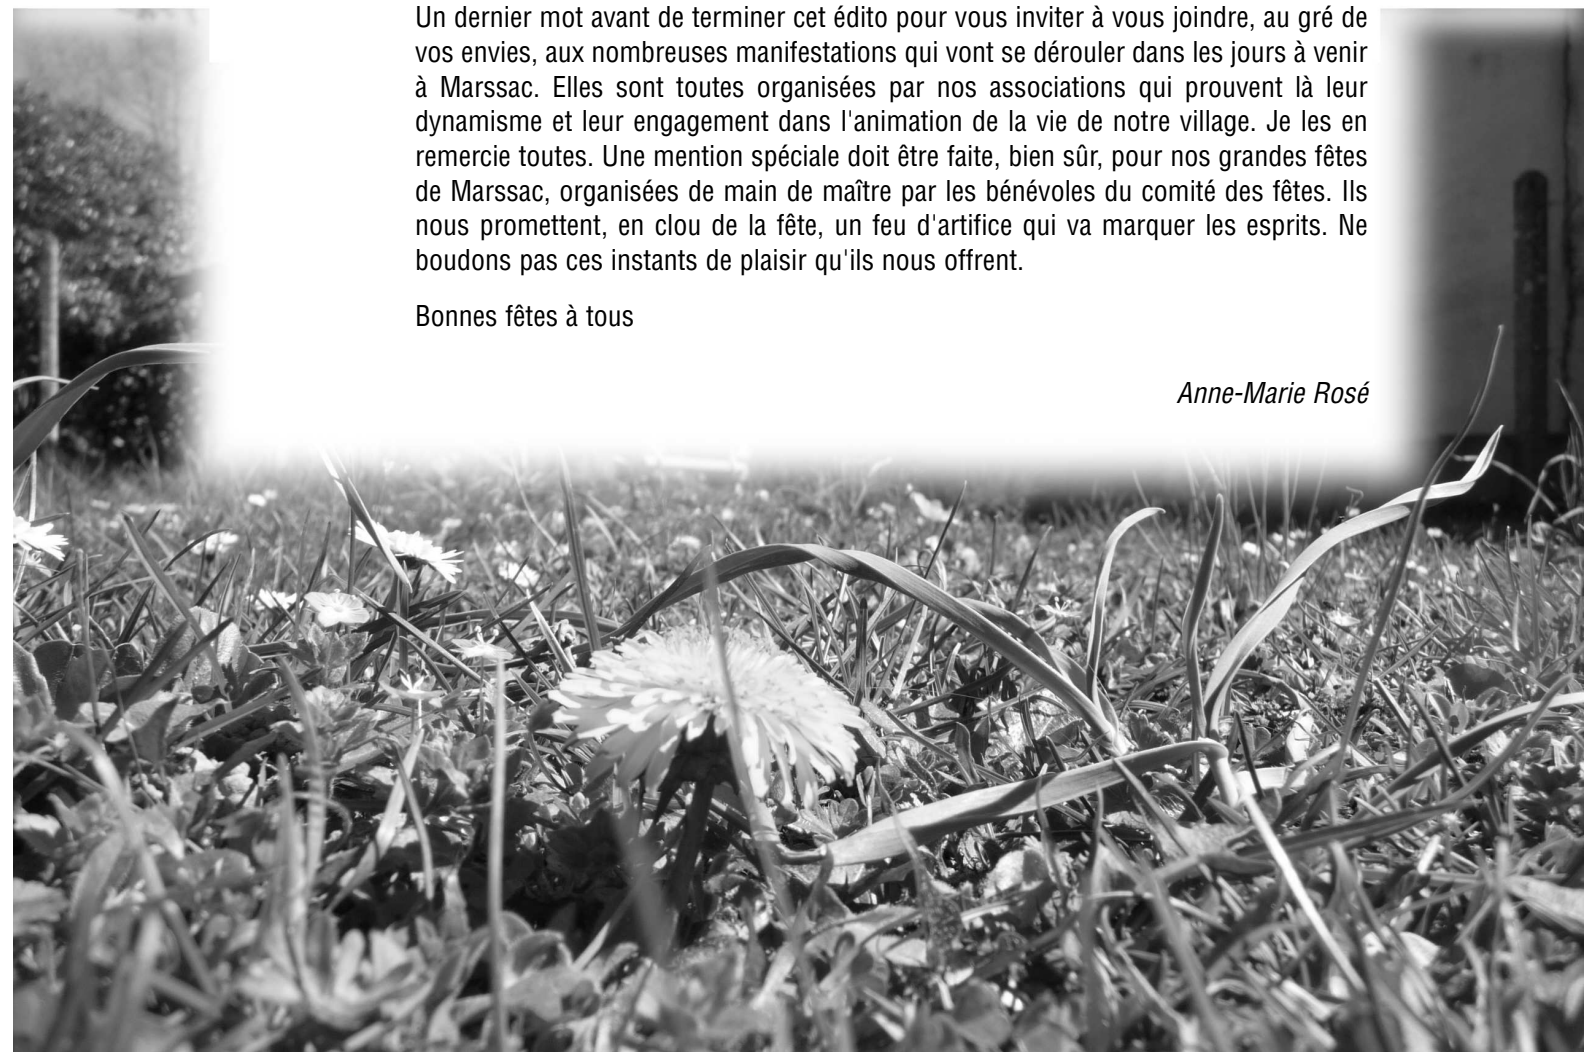 Un dernier mot avant de terminer cet édito pour vous inviter à vous joindre, au gré de
vos envies, aux nombreuses manifestations qui vont se dérouler dans les jours à venir
à Marssac. Elles sont toutes organisées par nos associations qui prouvent là leur
dynamisme et leur engagement dans l'animation de la vie de notre village. Je les en
remercie toutes. Une mention spéciale doit être faite, bien sûr, pour nos grandes fêtes
de Marssac, organisées de main de maître par les bénévoles du comité des fêtes. Ils
nous promettent, en clou de la fête, un feu d'artifice qui va marquer les esprits. Ne
boudons pas ces instants de plaisir qu'ils nous offrent.
Bonnes fêtes à tous
Anne-Marie Rosé